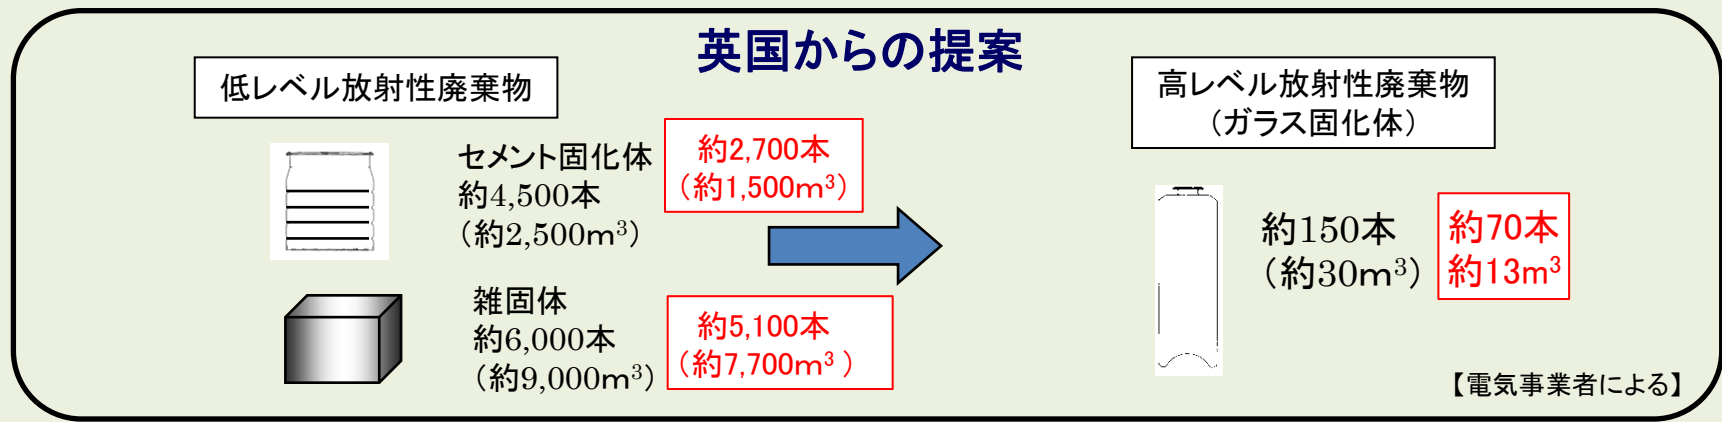 英国からの提案
低レベル放射性廃棄物
セメント固化体
約4,500本
（約2,500m³）
約2,700本
（約1,500m³）
雑固体
約6,000本
（約9,000m³）
約5,100本
（約7,700m³ ）
高レベル放射性廃棄物
（ガラス固化体）
約150本
（約30m³）
約70本
約13m³
【電気事業者による】